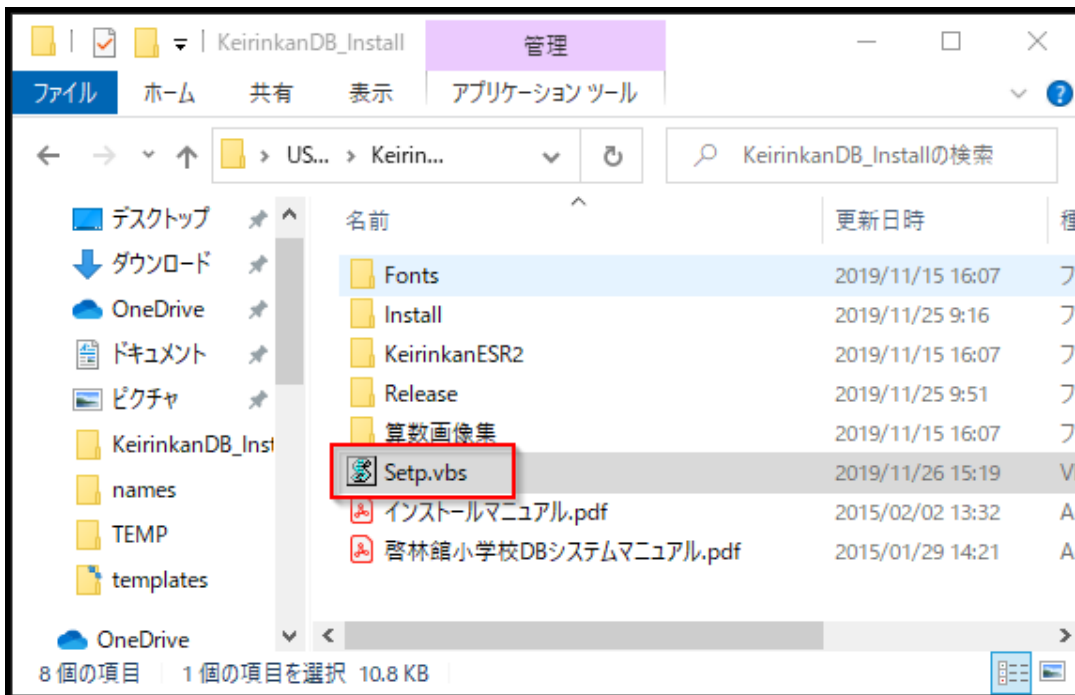 KeirinkanDB_Install 管理
ファイル ホーム 共有 表示 アプリケーション ツール
US... Keirin... KeirinkanDB_Installの検索
デスクトップ
ダウンロード
OneDrive
ドキュメント
ピクチャ
KeirinkanDB_Inst
names
TEMP
templates
OneDrive
名前 更新日時 種
Fonts 2019/11/15 16:07 フ
Install 2019/11/25 9:16 フ
KeirinkanESR2 2019/11/15 16:07 フ
Release 2019/11/25 9:51 フ
算数画像集 2019/11/15 16:07 フ
Setp.vbs 2019/11/26 15:19 VI
インストールマニュアル.pdf 2015/02/02 13:32 A
啓林館小学校DBシステムマニュアル.pdf 2015/01/29 14:21 A
8 個の項目 1 個の項目を選択 10.8 KB